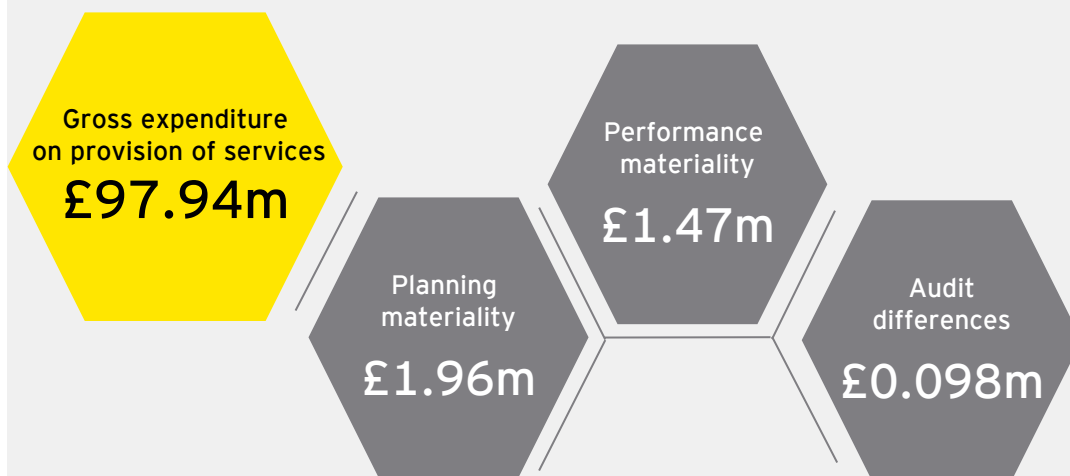 Gross expenditure
on provision of services
£97.94m
Planning
materiality
£1.96m
Performance
materiality
£1.47m
Audit
differences
£0.098m